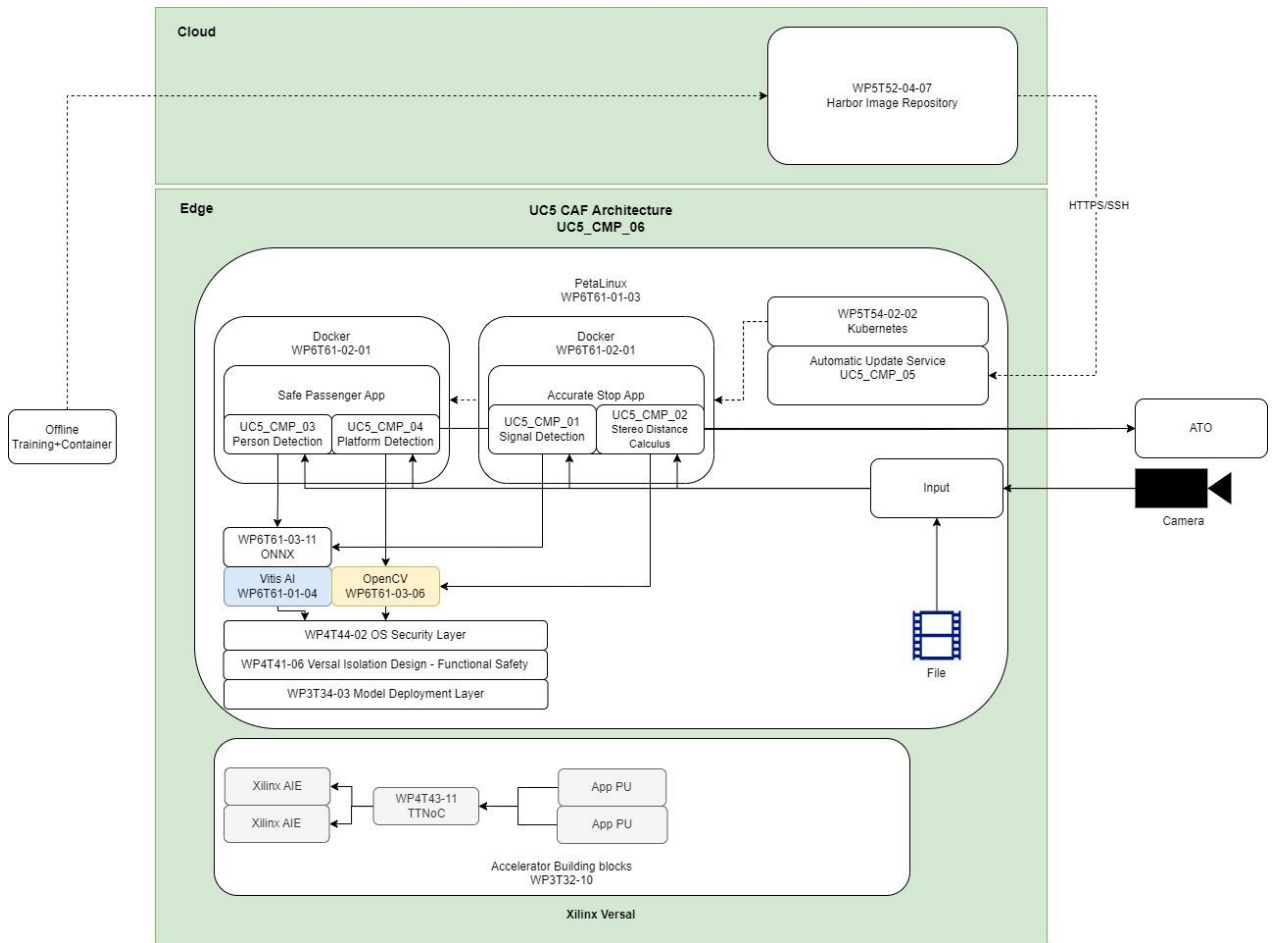 Cloud
WP5T52-04-07
Harbor Image Repository
HTTPS/SSH
Edge
UC5 CAF Architecture
UC5_CMP_06
PetaLinux
WP6T61-01-03
Docker
WP6T61-02-01
Docker
WP6T61-02-01
WP5T54-02-02
Kubernetes
Automatic Update Service
UC5_CMP_05
Safe Passenger App
Accurate Stop App
UC5_CMP_03
Person Detection
UC5_CMP_04
Platform Detection
UC5_CMP_01
Signal Detection
UC5_CMP_02
Stereo Distance
Calculus
Offline
Training+Container
ATO
Input
Camera
WP6T61-03-11
ONNX
Vitis AI
WP6T61-01-04
OpenCV
WP6T61-03-06
WP4T44-02 OS Security Layer
WP4T41-06 Versal Isolation Design - Functional Safety
WP3T34-03 Model Deployment Layer
File
Xilinx AIE
Xilinx AIE
WP4T43-11
TTNoC
App PU
App PU
Accelerator Building blocks
WP3T32-10
Xilinx Versal